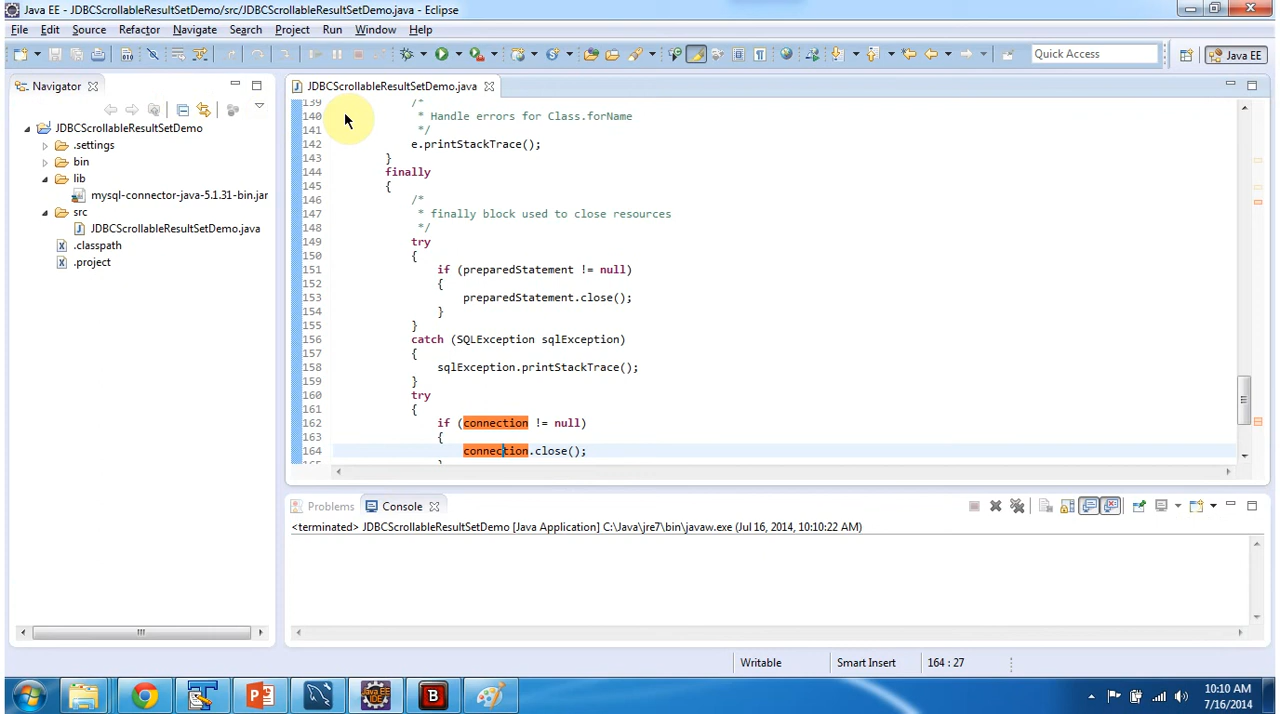 Java EE - JDBCScrollableResultSetDemo/src/JDBCScrollableResultSetDemo.java - Eclipse
File Edit Source Refactor Navigate Search Project Run Window Help
Quick Access
Java EE
Navigator
JDBCScrollableResultSetDemo
.settings
bin
lib
mysql-connector-java-5.1.31-bin.jar
src
JDBCScrollableResultSetDemo.java
.classpath
.project
JDBCScrollableResultSetDemo.java
139 /*
140 * Handle errors for Class.forName
141 */
142 e.printStackTrace();
143 }
144 finally
145 {
146 /*
147 * finally block used to close resources
148 */
149 try
150 {
151 if (preparedStatement != null)
152 {
153 preparedStatement.close();
154 }
155 }
156 catch (SQLException sqlException)
157 {
158 sqlException.printStackTrace();
159 }
160 try
161 {
162 if (connection != null)
163 {
164 connection.close();
165 }
Problems Console
<terminated> JDBCScrollableResultSetDemo [Java Application] C:\Java\jre7\bin\javaw.exe (Jul 16, 2014, 10:10:22 AM)
Writable Smart Insert 164 : 27
10:10 AM
7/16/2014